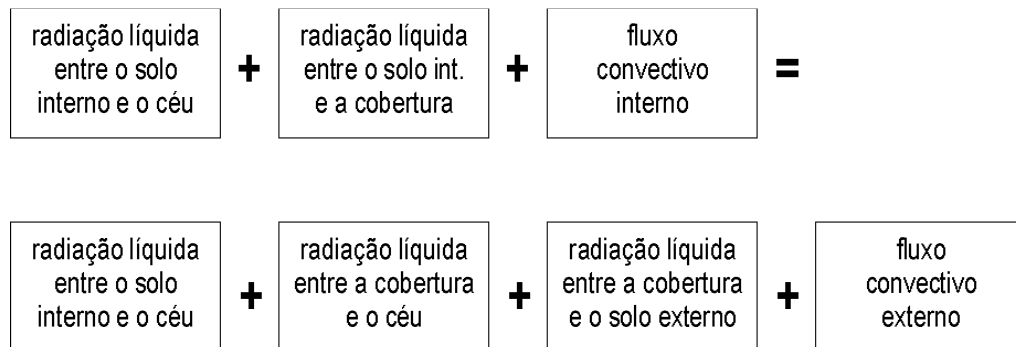 radiação líquida
entre o solo
interno e o céu
+
radiação líquida
entre o solo int.
e a cobertura
+
fluxo
convectivo
interno
=
radiação líquida
entre o solo
interno e o céu
+
radiação líquida
entre a cobertura
e o céu
+
radiação líquida
entre a cobertura
e o solo externo
+
fluxo
convectivo
externo